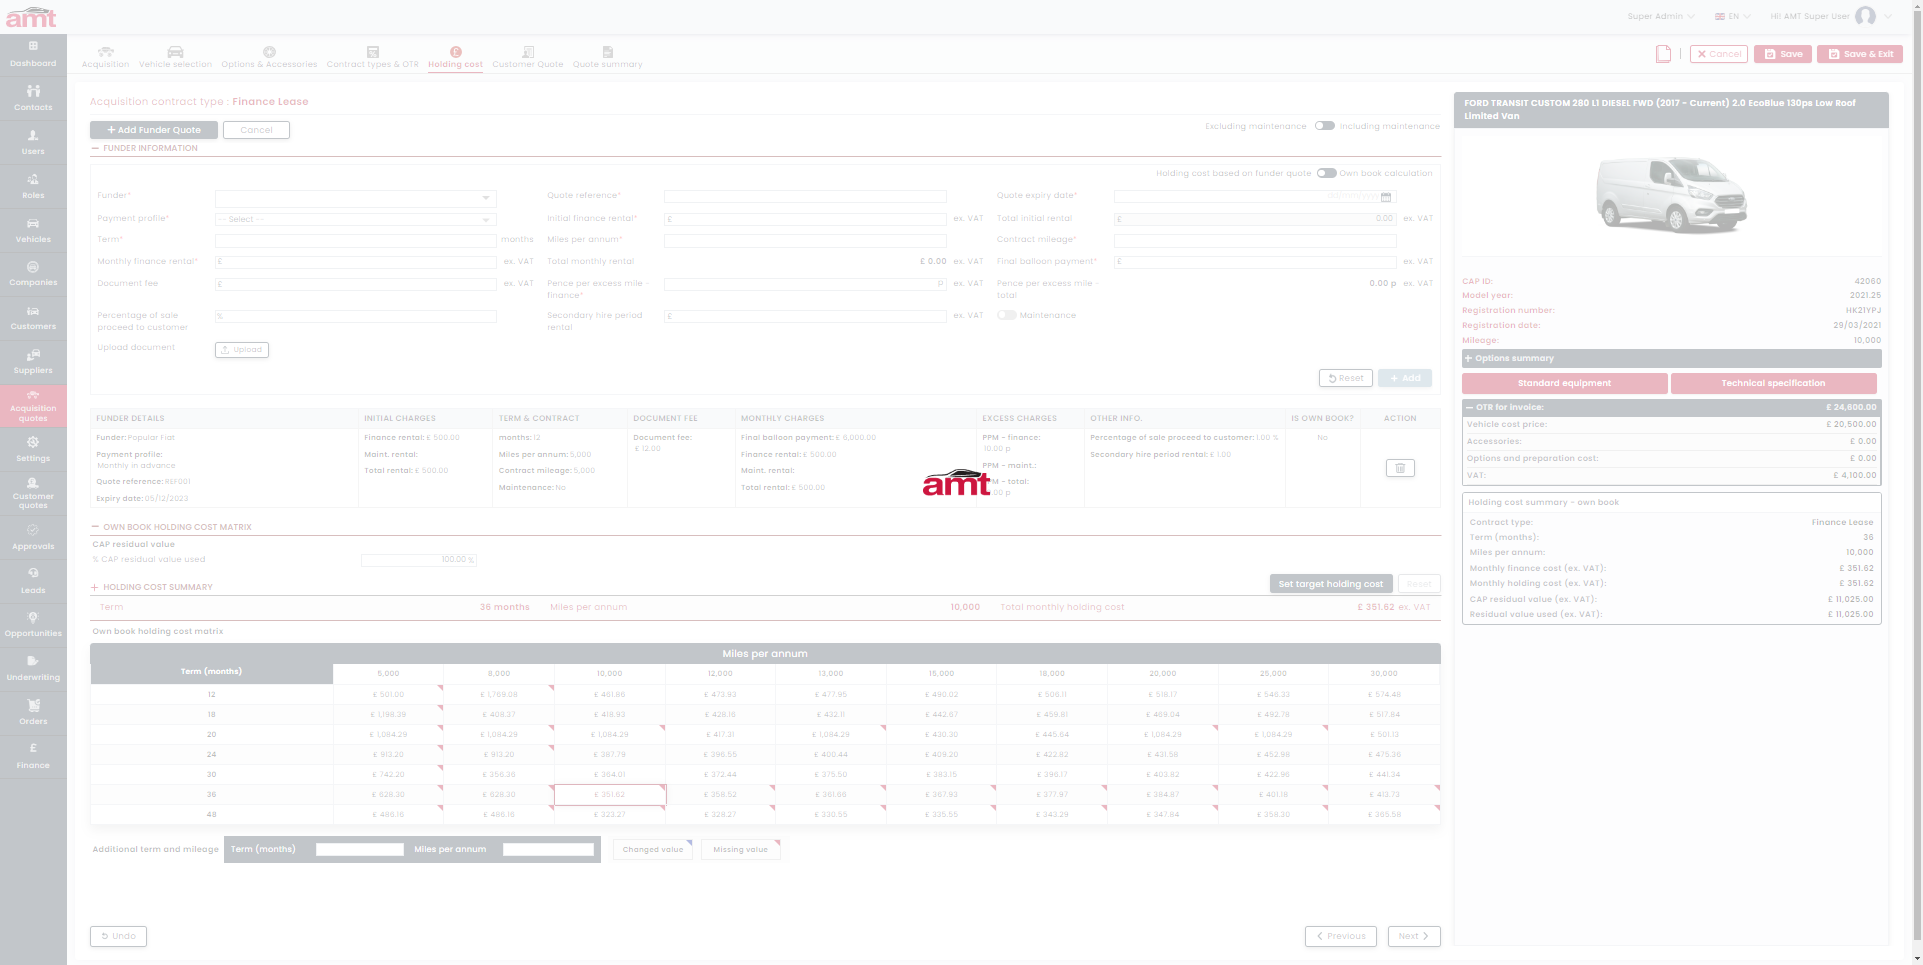 amt
Super Admin
EN
Hi! AMT Super User
Dashboard
Contacts
Users
Roles
Vehicles
Companies
Customers
Suppliers
Acquisition quotes
Settings
Customer quotes
Approvals
Leads
Opportunities
Underwriting
Orders
Finance
Acquisition
Vehicle selection
Options & Accessories
Contract types & OTR
Holding cost
Customer Quote
Quote summary
Cancel
Save
Save & Exit
Acquisition contract type : Finance Lease
Add Funder Quote
Cancel
Excluding maintenance
Including maintenance
FUNDER INFORMATION
Holding cost based on funder quote
Own book calculation
Funder*
Quote reference*
Quote expiry date*
dd/mm/yyyy
Payment profile*
-- Select --
Initial finance rental*
£
ex. VAT
Total initial rental
£ 0.00 ex. VAT
Term*
months
Miles per annum*
Contract mileage*
Monthly finance rental*
£
ex. VAT
Total monthly rental
£ 0.00 ex. VAT
Final balloon payment*
£
ex. VAT
Document fee
£
ex. VAT
Pence per excess mile - finance*
P
ex. VAT
Pence per excess mile - total
0.00 p ex. VAT
Percentage of sale proceed to customer
%
Secondary hire period rental
£
ex. VAT
Maintenance
Upload document
Upload
Reset
+ Add
FUNDER DETAILS
INITIAL CHARGES
TERM & CONTRACT
DOCUMENT FEE
MONTHLY CHARGES
EXCESS CHARGES
OTHER INFO.
IS OWN BOOK?
ACTION
Funder: Popular Fiat
Payment profile:
Monthly in advance
Quote reference: REF001
Expiry date: 05/12/2023
Finance rental: £ 500.00
Maint. rental:
Total rental: £ 500.00
months: 12
Miles per annum: 5,000
Contract mileage: 5,000
Maintenance: No
Document fee:
£ 12.00
Final balloon payment: £ 6,000.00
Finance rental: £ 500.00
Maint. rental:
Total rental: £ 500.00
PPM - finance:
10.00 p
PPM - maint.:
- total:
Percentage of sale proceed to customer: 1.00 %
Secondary hire period rental: £ 1.00
No
amt
OWN BOOK HOLDING COST MATRIX
CAP residual value
% CAP residual value used
100.00 %
HOLDING COST SUMMARY
Set target holding cost
Reset
Term
36 months
Miles per annum
10,000
Total monthly holding cost
£ 351.62 ex. VAT
Own book holding cost matrix
Miles per annum
Term (months) 5,000 8,000 10,000 12,000 13,000 15,000 18,000 20,000 25,000 30,000
12 £ 501.00 £ 1,769.08 £ 461.86 £ 473.93 £ 477.95 £ 490.02 £ 506.11 £ 518.17 £ 546.33 £ 574.48
18 £ 1,198.39 £ 408.37 £ 418.93 £ 428.16 £ 432.11 £ 442.67 £ 458.81 £ 469.04 £ 492.78 £ 517.84
20 £ 1,084.29 £ 1,084.29 £ 1,084.29 £ 417.31 £ 1,084.29 £ 430.30 £ 445.64 £ 1,084.29 £ 1,084.29 £ 501.13
24 £ 913.20 £ 913.20 £ 387.79 £ 396.55 £ 400.44 £ 409.20 £ 422.82 £ 431.56 £ 452.98 £ 475.36
30 £ 742.20 £ 356.36 £ 364.01 £ 372.44 £ 375.50 £ 383.15 £ 396.17 £ 403.82 £ 422.96 £ 441.34
36 £ 628.30 £ 628.30 £ 351.62 £ 358.52 £ 361.66 £ 367.93 £ 377.97 £ 384.87 £ 401.18 £ 413.73
48 £ 486.16 £ 486.16 £ 323.27 £ 328.27 £ 330.55 £ 335.55 £ 343.29 £ 347.84 £ 358.30 £ 365.58
Additional term and mileage
Term (months)
Miles per annum
Changed value
Missing value
Undo
Previous
Next
FORD TRANSIT CUSTOM 280 L1 DIESEL FWD (2017 - Current) 2.0 EcoBlue 130ps Low Roof
Limited Van
CAP ID: 42060
Model year: 2021.25
Registration number: HK21YPJ
Registration date: 29/03/2021
Mileage: 10,000
Options summary
Standard equipment
Technical specification
OTR for invoice: £ 24,600.00
Vehicle cost price: £ 20,500.00
Accessories: £ 0.00
Options and preparation cost: £ 0.00
VAT: £ 4,100.00
Holding cost summary - own book
Contract type: Finance Lease
Term (months): 36
Miles per annum: 10,000
Monthly finance cost (ex. VAT): £ 351.62
Monthly holding cost (ex. VAT): £ 351.62
CAP residual value (ex. VAT): £ 11,025.00
Residual value used (ex. VAT): £ 11,025.00